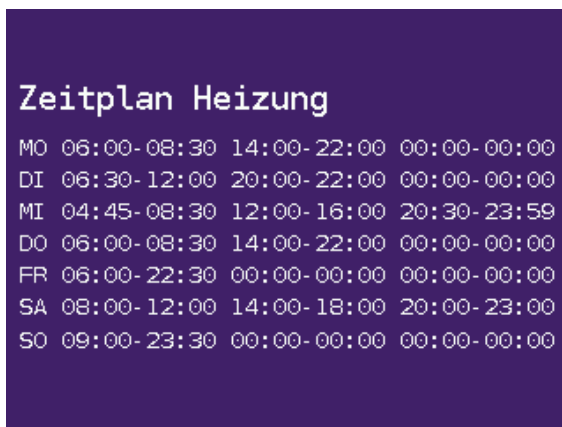 Zeitplan Heizung
MO 06:00-08:30 14:00-22:00 00:00-00:00
DI 06:30-12:00 20:00-22:00 00:00-00:00
MI 04:45-08:30 12:00-16:00 20:30-23:59
DO 06:00-08:30 14:00-22:00 00:00-00:00
FR 06:00-22:30 00:00-00:00 00:00-00:00
SA 08:00-12:00 14:00-18:00 20:00-23:00
SO 09:00-23:30 00:00-00:00 00:00-00:00